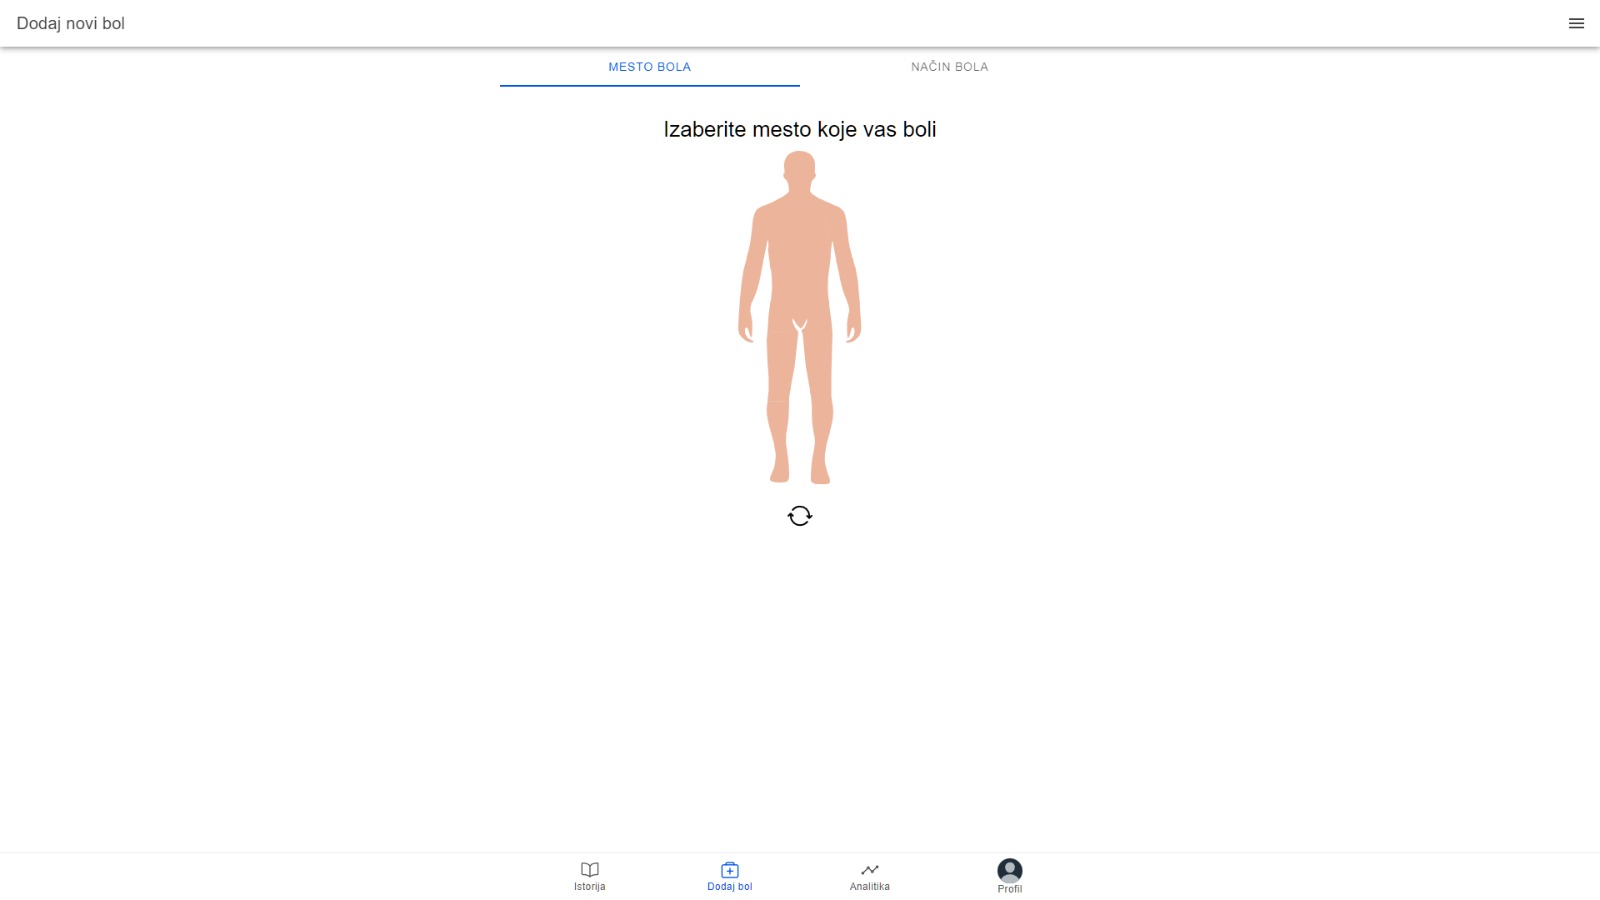 Dodaj novi bol
MESTO BOLA
NAČIN BOLA
Izaberite mesto koje vas boli
Istorija
Dodaj bol
Analitika
Profil